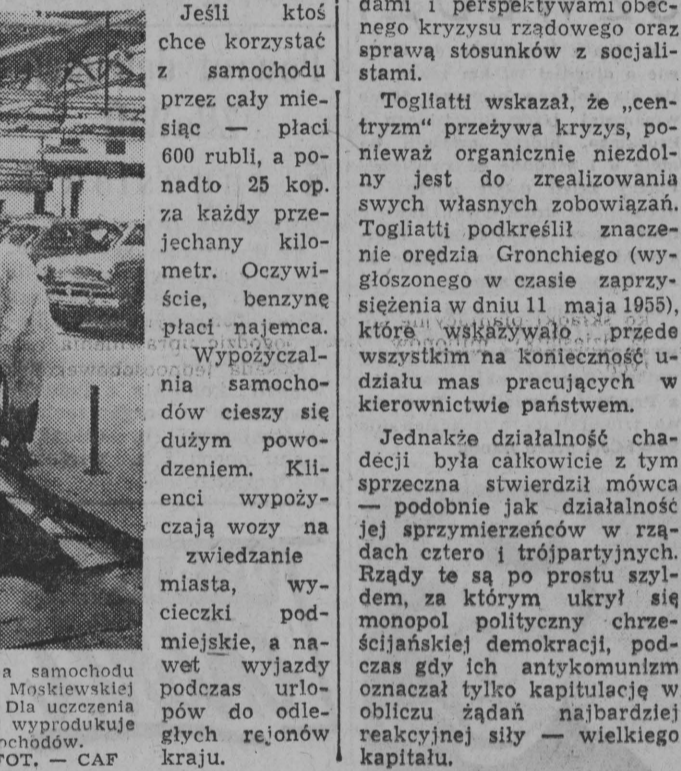 Jeśli ktoś
chce korzystać
z samochodu
przez cały mie-
siąc — płaci
600 rubli, a po-
nadto 25 kop.
za każdy prze-
jechany kilo-
metr. Oczywi-
ście, benzynę
płaci najemca.
Wypożyczal-
nia samocho-
dów cieszy się
dużym powo-
dzeniem. Kli-
enci wypoży-
czają wozy na
zwiedzanie
miasta, wy-
cieczki pod-
miejskie, a na-
wet wyjazdy
podczas urlo-
pów do odle-
głych rejonów
kraju.
a samochodu
Moskiewskiej
Dla uczczenia
wyprodukuje
ochodów.
FOT. — CAF
dami i perspektywami obec-
nego kryzysu rządowego oraz
sprawą stosunków z socjali-
stami.
Togliatti wskazał, że „cen-
tryzm" przeżywa kryzys, po-
nieważ organicznie niezdol-
ny jest do zrealizowania
swych własnych zobowiązań.
Togliatti podkreślił znacze-
nie orędzia Gronchiego (wy-
głoszonego w czasie zaprzy-
siężenia w dniu 11 maja 1955),
które wskazywało przede
wszystkim na konieczność u-
działu mas pracujących w
kierownictwie państwem.
Jednakże działalność cha-
decji była całkowicie z tym
sprzeczna stwierdził mówca
— podobnie jak działalność
jej sprzymierzeńców w rzą-
dach cztero i trójpartyjnych.
Rządy te są po prostu szyl-
dem, za którym ukrył się
monopol polityczny chrze-
ścijańskiej demokracji, pod-
czas gdy ich antykomunizm
oznaczał tylko kapitulację w
obliczu żądań najbardziej
reakcyjnej siły — wielkiego
kapitału.